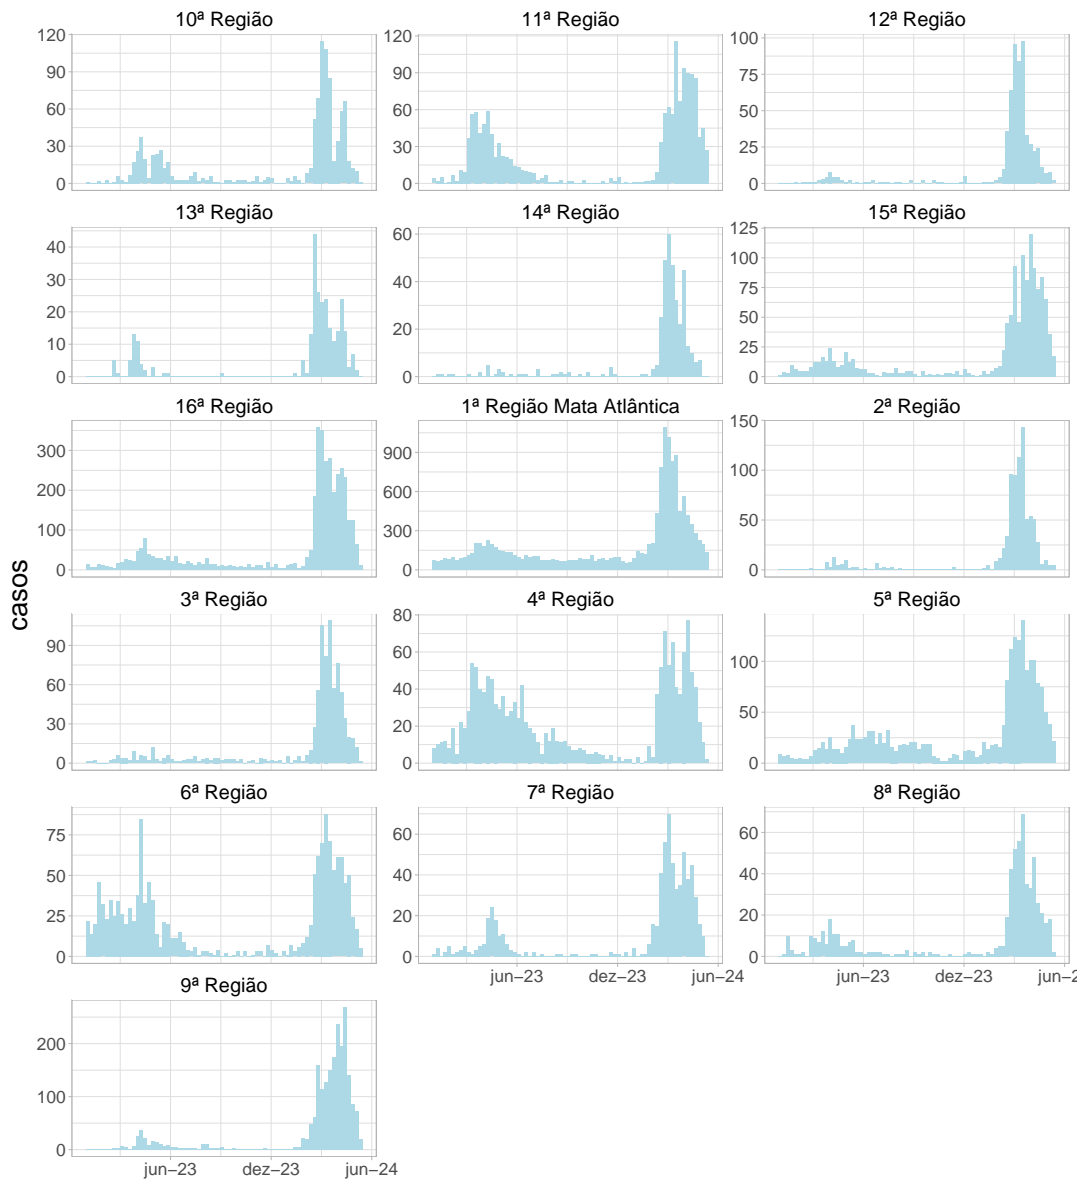 10ª Região
11ª Região
12ª Região
120
90
60
30
0
120
90
60
30
0
100
75
50
25
0
13ª Região
14ª Região
15ª Região
40
30
20
10
0
60
40
20
0
125
100
75
50
25
0
16ª Região
1ª Região Mata Atlântica
2ª Região
300
200
100
0
900
600
300
0
150
100
50
0
casos
3ª Região
4ª Região
5ª Região
90
60
30
0
80
60
40
20
0
100
50
0
6ª Região
7ª Região
8ª Região
75
50
25
0
60
40
20
0
60
40
20
0
jun–23
dez–23
jun–24
jun–23
dez–23
jun–2
9ª Região
200
100
0
jun–23
dez–23
jun–24